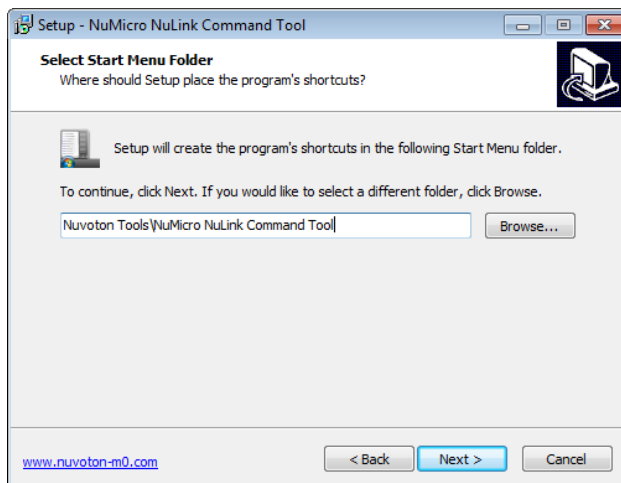 Setup - NuMicro NuLink Command Tool
Select Start Menu Folder
Where should Setup place the program's shortcuts?
Setup will create the program's shortcuts in the following Start Menu folder.
To continue, click Next. If you would like to select a different folder, click Browse.
Nuvoton Tools\NuMicro NuLink Command Tool
Browse...
www.nuvoton-m0.com
< Back
Next >
Cancel